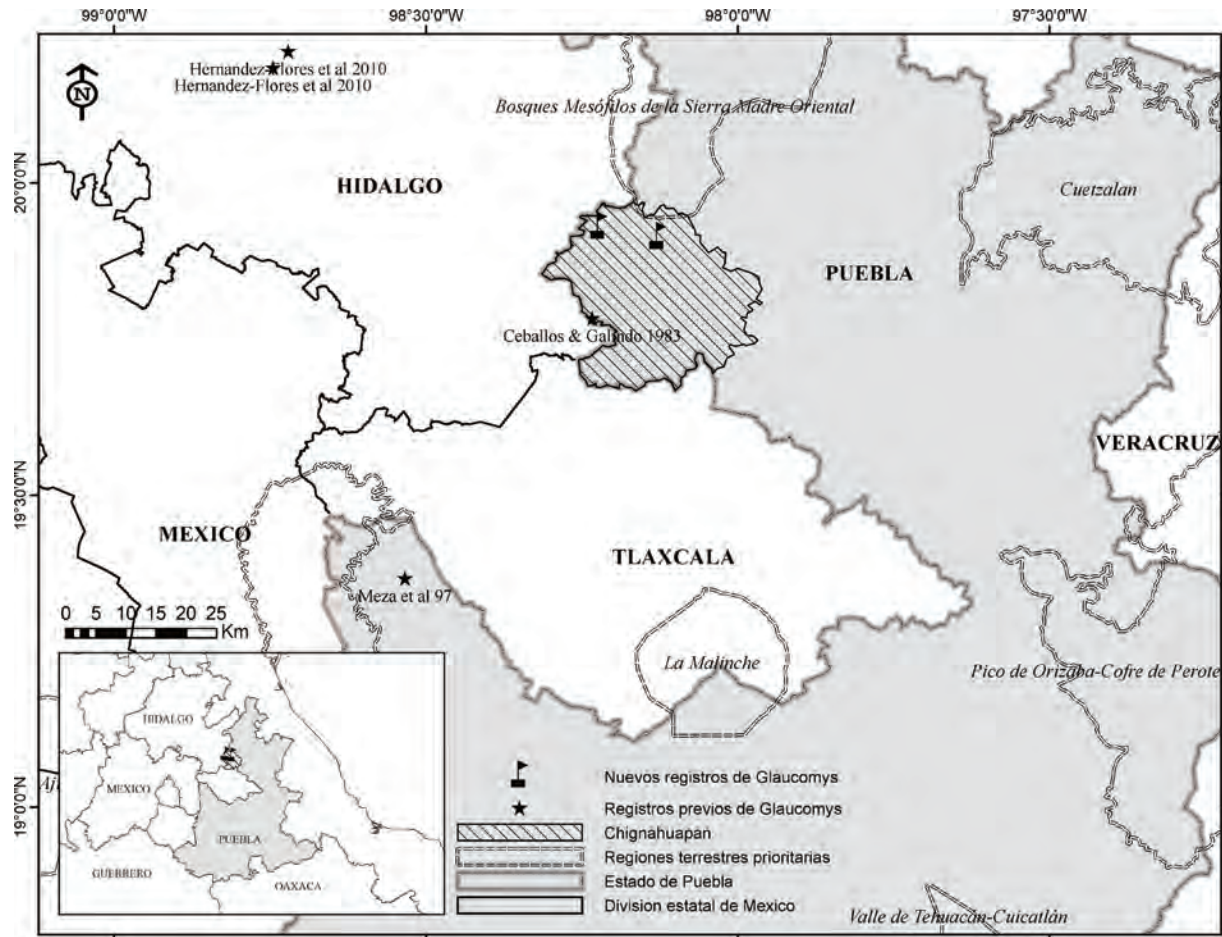 99°0'0"W
98°30'0"W
98°0'0"W
97°30'0"W
N
Hernandez-Flores et al 2010
Hernandez-Flores et al 2010
Bosques Mesófilos de la Sierra Madre Oriental
20°0'0"N
HIDALGO
Cuetzalan
PUEBLA
Ceballos & Galindo 1983
VERACRUZ
19°30'0"N
MEXICO
TLAXCALA
Meza et al 97
0 5 10 15 20 25
Km
La Malinche
Pico de Orizaba-Cofre de Perote
HIDALGO
MEXICO
PUEBLA
GUERRERO
OAXACA
19°0'0"N
Nuevos registros de Glaucomys
Registros previos de Glaucomys
Chignahuapan
Regiones terrestres prioritarias
Estado de Puebla
Division estatal de Mexico
Valle de Tehuacán-Cuicatlán